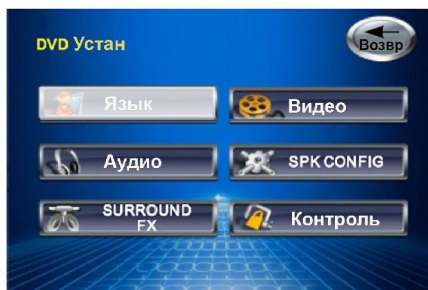 DVD Устан
Возвр
Язык
Видео
Аудио
SPK CONFIG
SURROUND
FX
Контроль